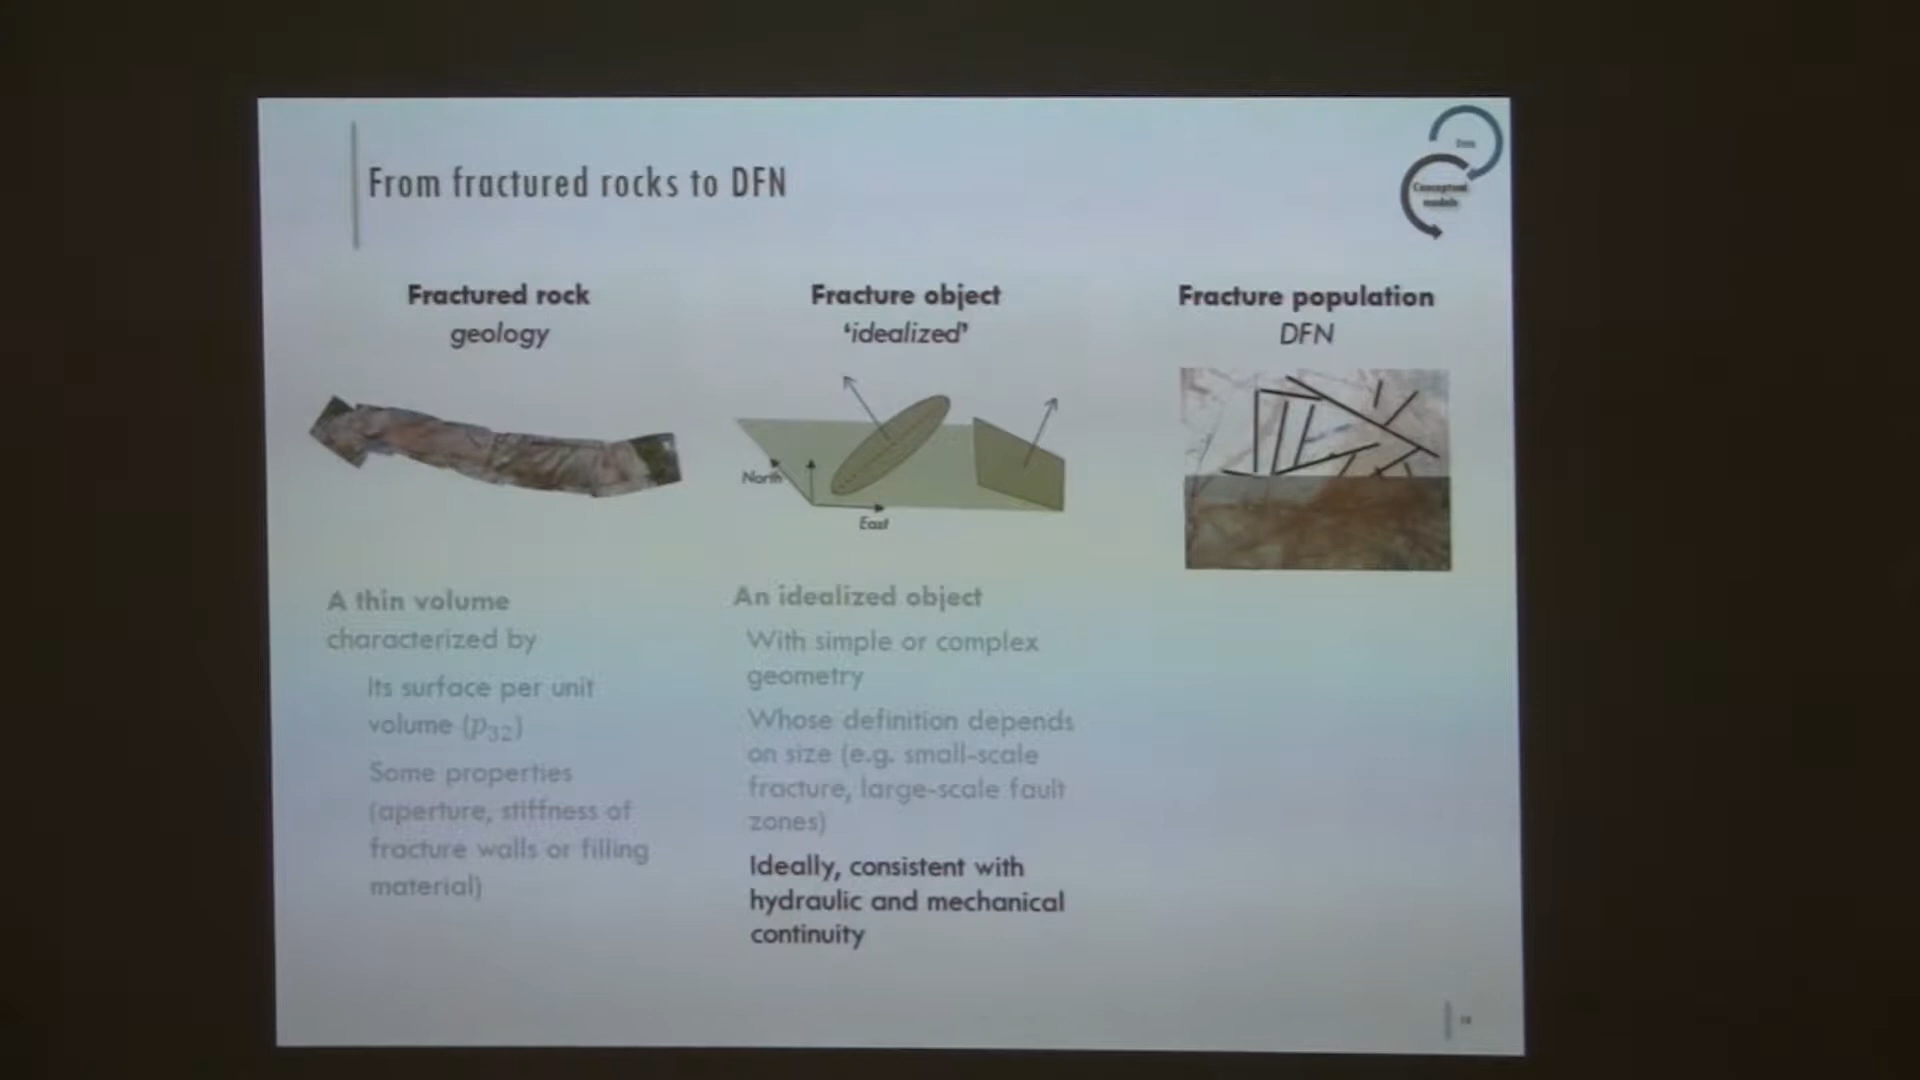 From fractured rocks to DFN
Conceptual
models
Fractured rock
geology
Fracture object
'idealized'
Fracture population
DFN
North
East
A thin volume
characterized by
Its surface per unit
volume (p32)
Some properties
(aperture, stiffness of
fracture walls or filling
material)
An idealized object
With simple or complex
geometry
Whose definition depends
on size (e.g. small-scale
fracture, large-scale fault
zones)
Ideally, consistent with
hydraulic and mechanical
continuity